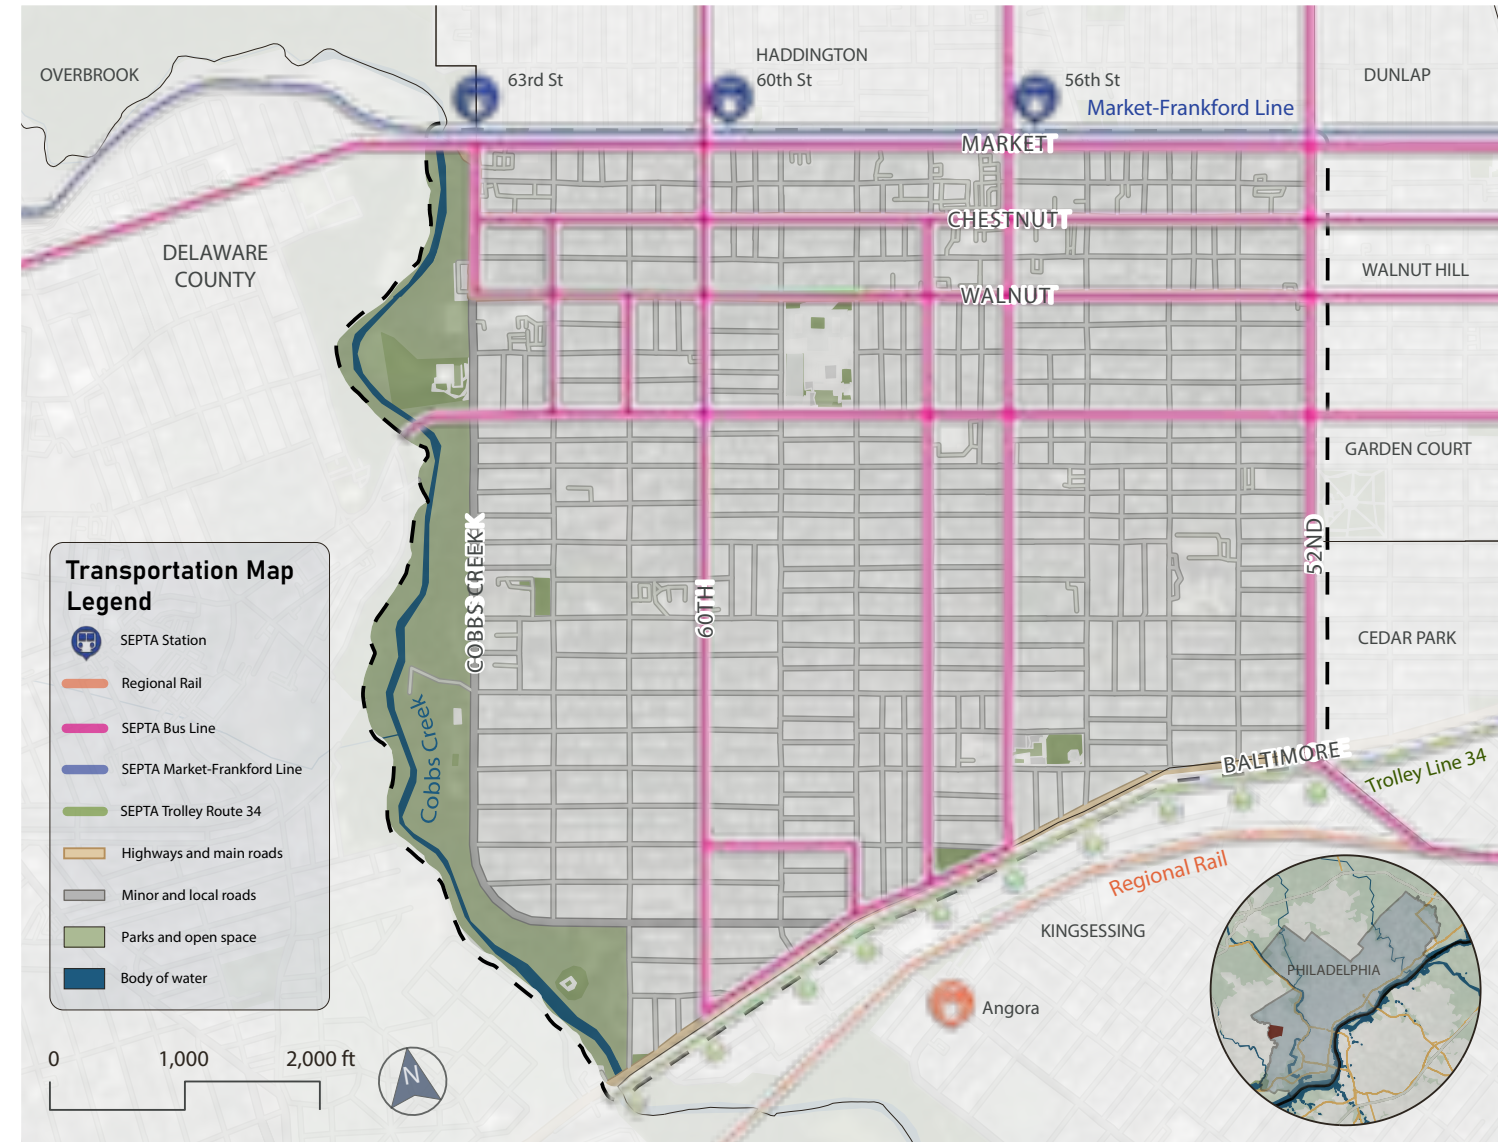 HADDINGTON
OVERBROOK
63rd St
60th St
56th St
DUNLAP
Market-Frankford Line
MARKET
CHESTNUT
DELAWARE
COUNTY
WALNUT HILL
WALNUT
GARDEN COURT
COBBS CREEK
60TH
52ND
CEDAR PARK
Cobbs Creek
BALTIMORE
Trolley Line 34
Regional Rail
KINGSESSING
Angora
PHILADELPHIA
Transportation Map
Legend
SEPTA Station
Regional Rail
SEPTA Bus Line
SEPTA Market-Frankford Line
SEPTA Trolley Route 34
Highways and main roads
Minor and local roads
Parks and open space
Body of water
0 1,000 2,000 ft
N